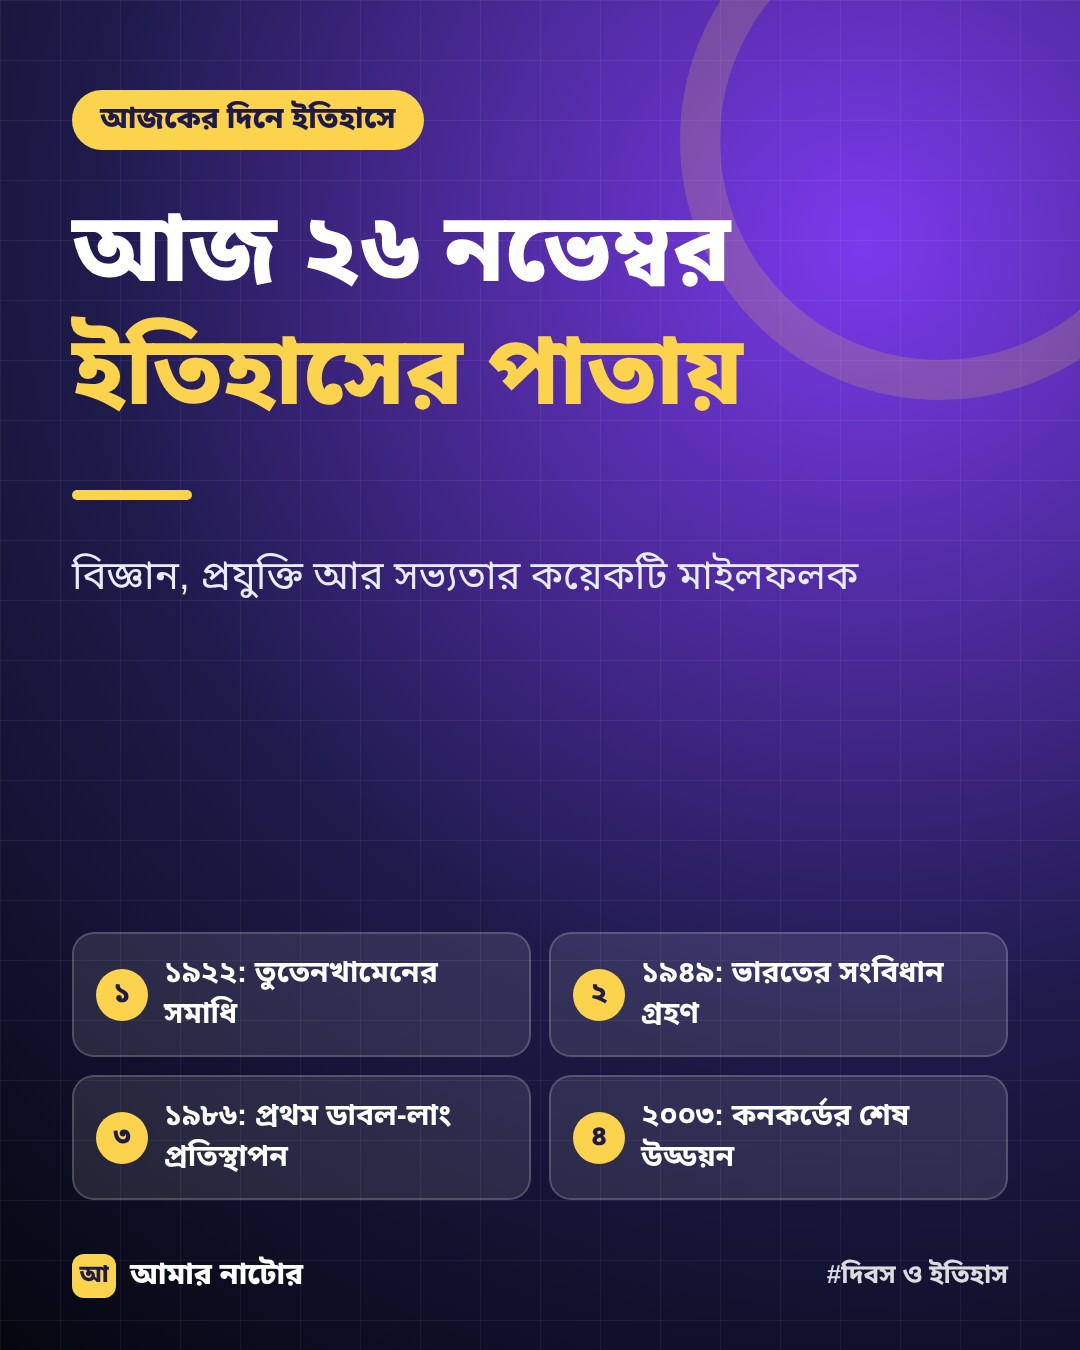 আজকের দিনে ইতিহাসে
আজ ২৬ নভেম্বর
ইতিহাসের পাতায়
বিজ্ঞান, প্রযুক্তি আর সভ্যতার কয়েকটি মাইলফলক
১
১৯২২: তুতেনখামেনের
সমাধি
২
১৯৪৯: ভারতের সংবিধান
গ্রহণ
৩
১৯৮৬: প্রথম ডাবল-লাং
প্রতিস্থাপন
৪
২০০৩: কনকর্ডের শেষ
উড্ডয়ন
আ
আমার নাটোর
#দিবস ও ইতিহাস